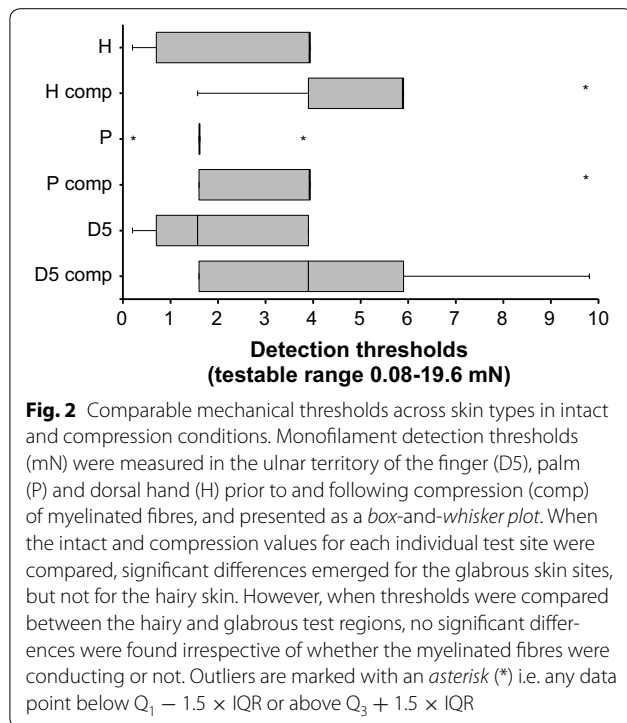 H
H comp
*
P
*
*
P comp
*
D5
D5 comp
0 1 2 3 4 5 6 7 8 9 10
Detection thresholds
(testable range 0.08-19.6 mN)
Fig. 2 Comparable mechanical thresholds across skin types in intact
and compression conditions. Monofilament detection thresholds
(mN) were measured in the ulnar territory of the finger (D5), palm
(P) and dorsal hand (H) prior to and following compression (comp)
of myelinated fibres, and presented as a box-and-whisker plot. When
the intact and compression values for each individual test site were
compared, significant differences emerged for the glabrous skin sites,
but not for the hairy skin. However, when thresholds were compared
between the hairy and glabrous test regions, no significant differ-
ences were found irrespective of whether the myelinated fibres were
conducting or not. Outliers are marked with an asterisk (*) i.e. any data
point below Q₁ − 1.5 × IQR or above Q₃ + 1.5 × IQR